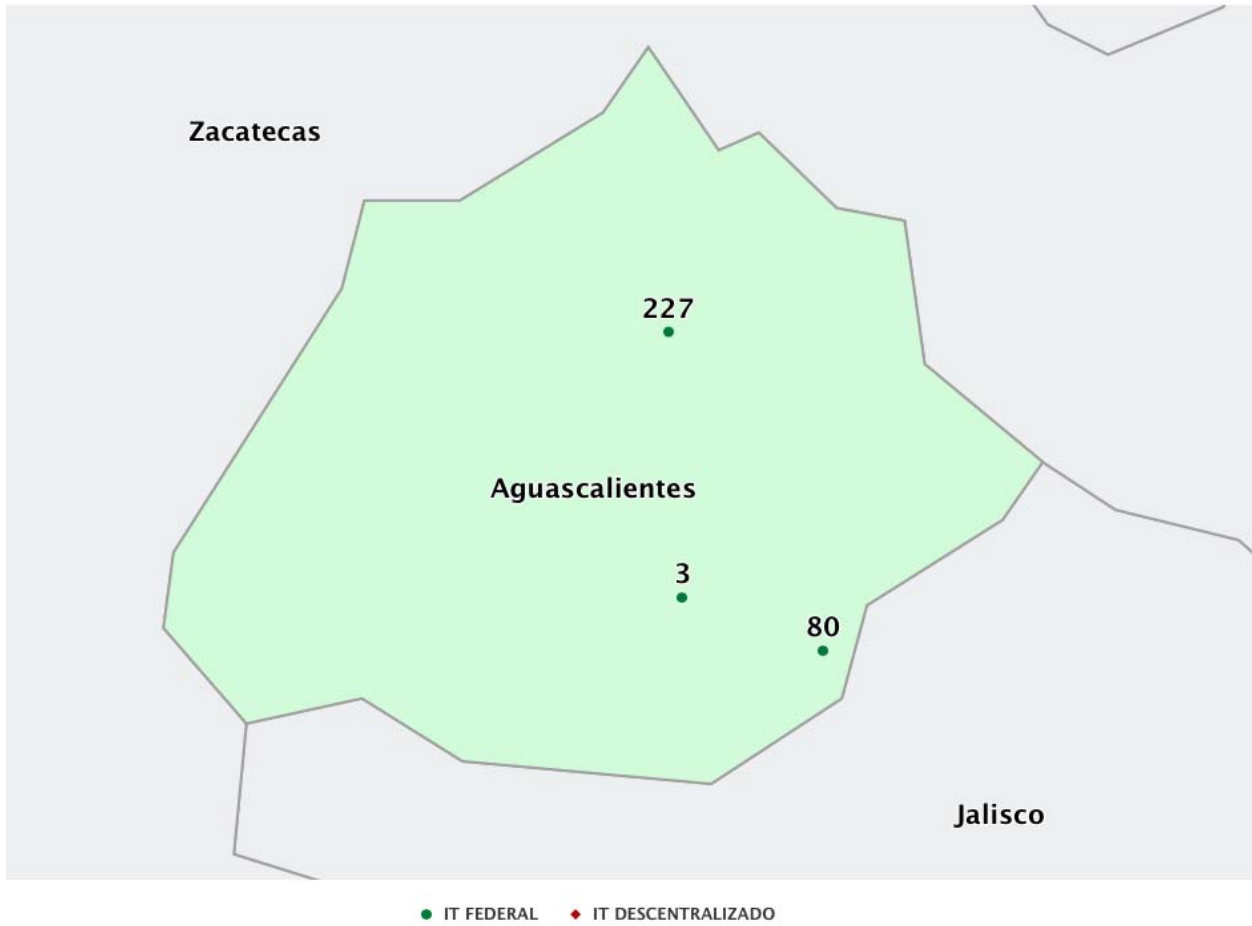 Zacatecas
227
Aguascalientes
3
80
Jalisco
IT FEDERAL IT DESCENTRALIZADO